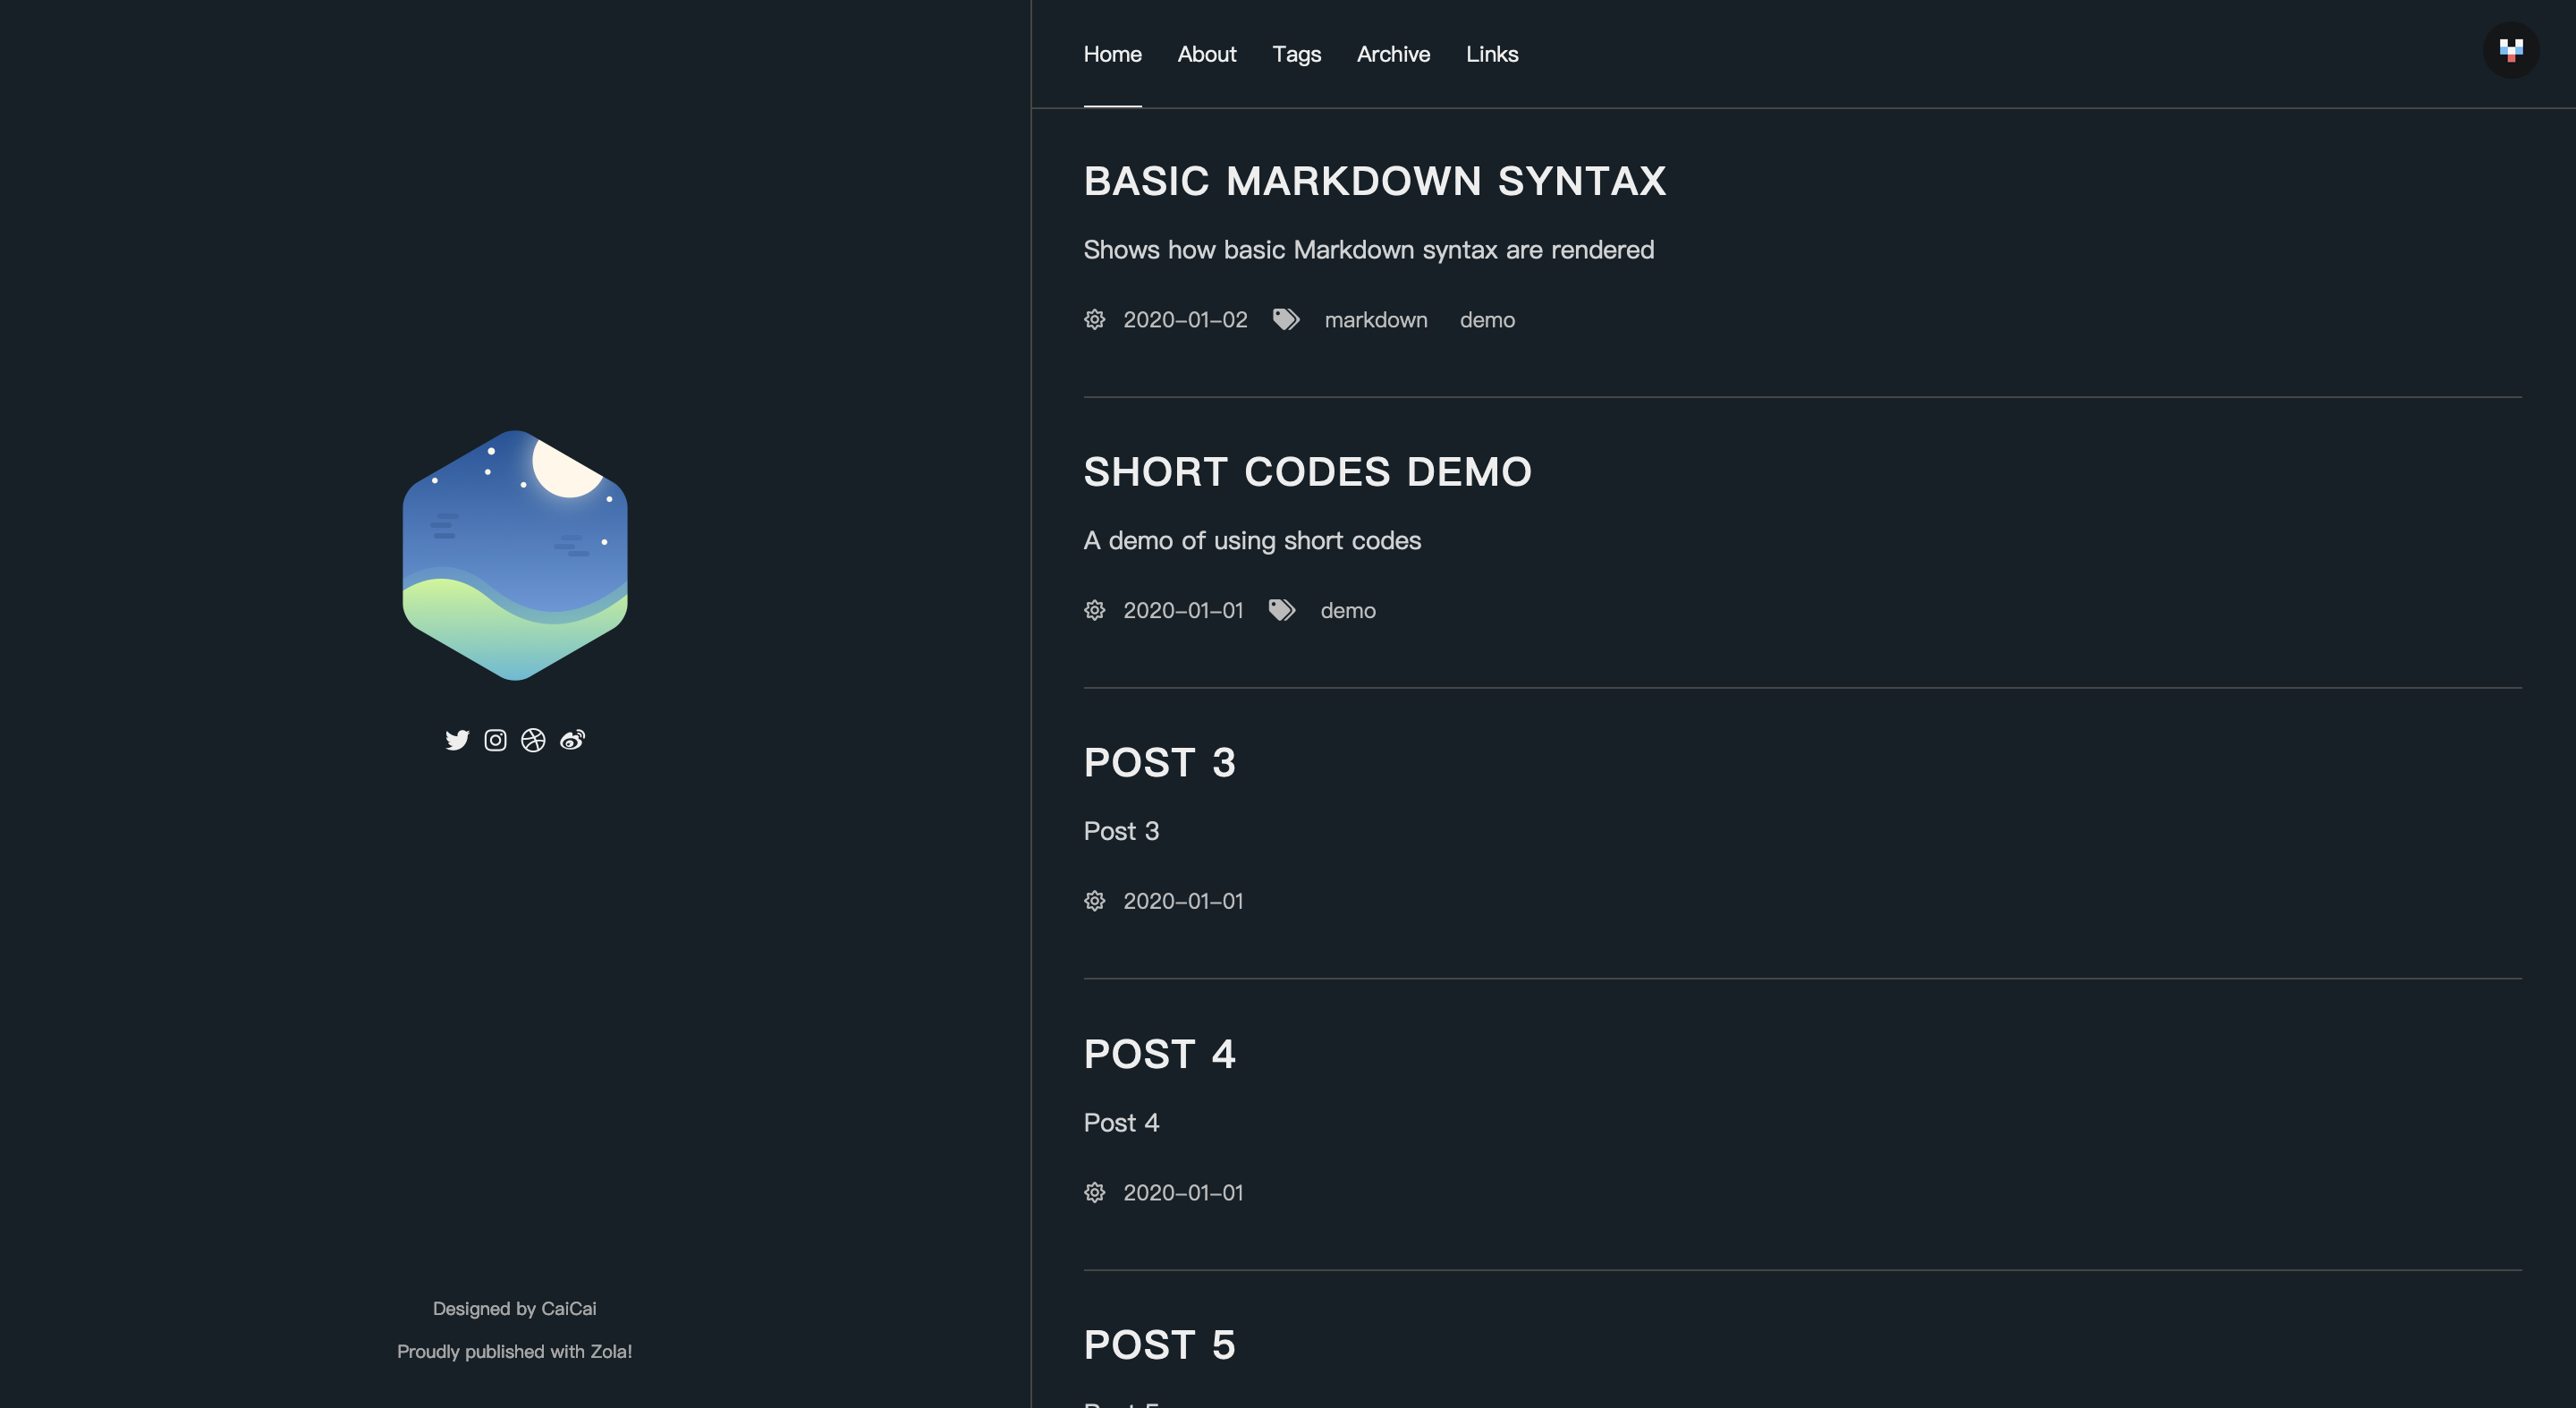 Home About Tags Archive Links
BASIC MARKDOWN SYNTAX
Shows how basic Markdown syntax are rendered
2020-01-02 markdown demo
SHORT CODES DEMO
A demo of using short codes
2020-01-01 demo
POST 3
Post 3
2020-01-01
POST 4
Post 4
2020-01-01
POST 5
Designed by CaiCai
Proudly published with Zola!